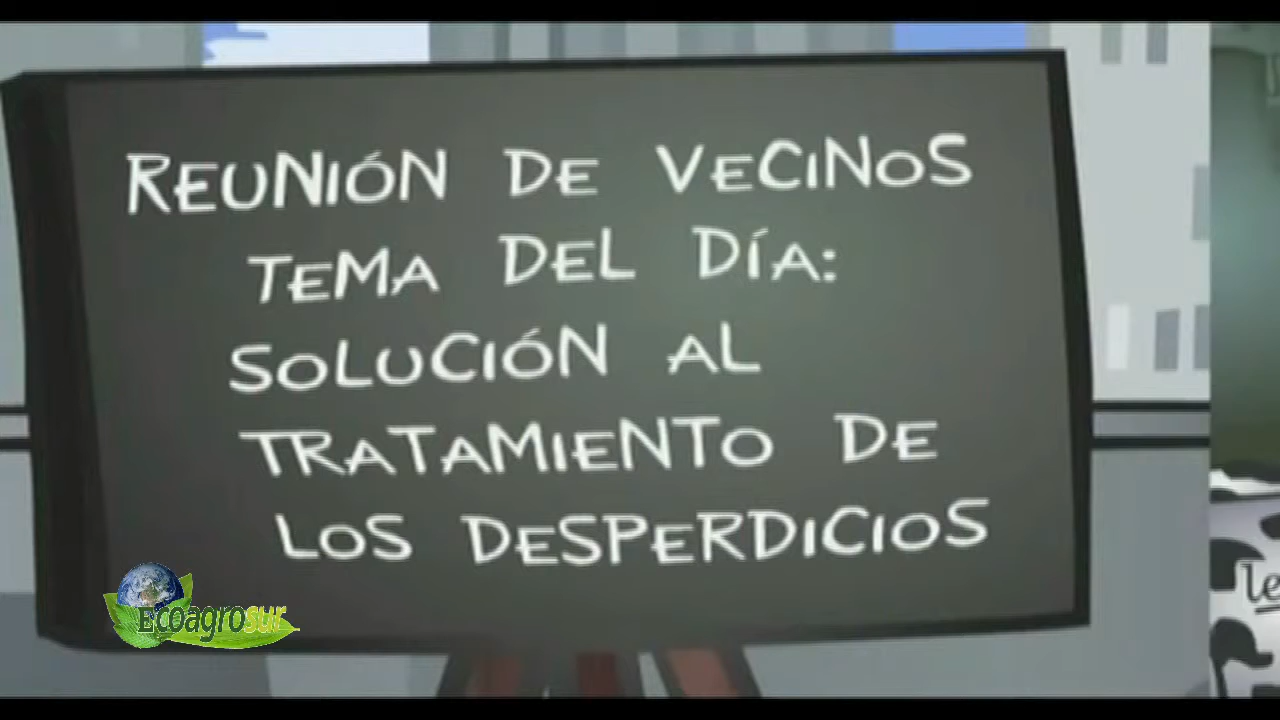 REUNIÓN DE VECINOS
TEMA DEL DÍA:
SOLUCIÓN AL
TRATAMIENTO DE
LOS DESPERDICIOS
Ecoagrosur